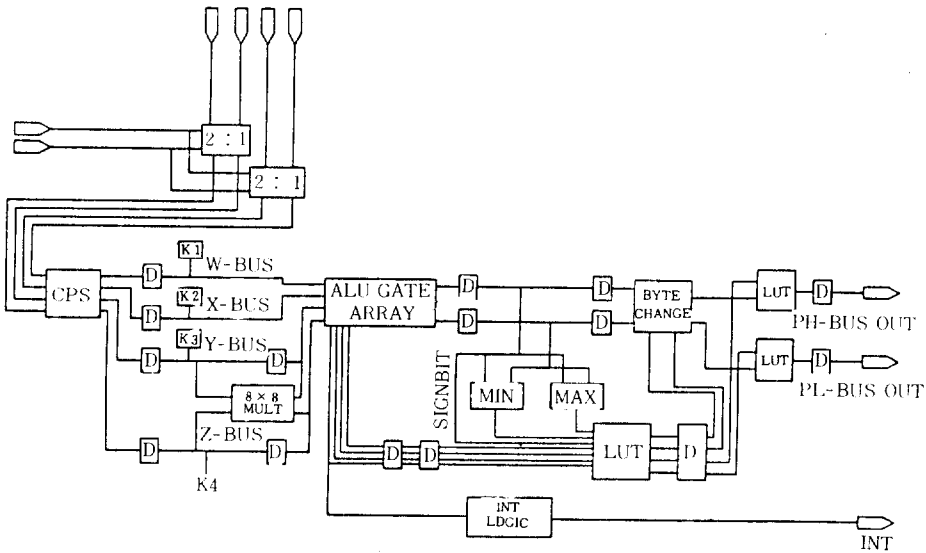 2 : 1
2 : 1
K1
D
W-BUS
CPS
K2
X-BUS
D
K3
Y-BUS
D
D
8 × 8
MULT
Z-BUS
D
D
K4
ALU GATE
ARRAY
D
D
D
D
BYTE
CHANGE
LUT
D
PH-BUS OUT
LUT
D
PL-BUS OUT
SIGNBIT
MIN
MAX
D
D
LUT
D
INT
LDGIC
INT